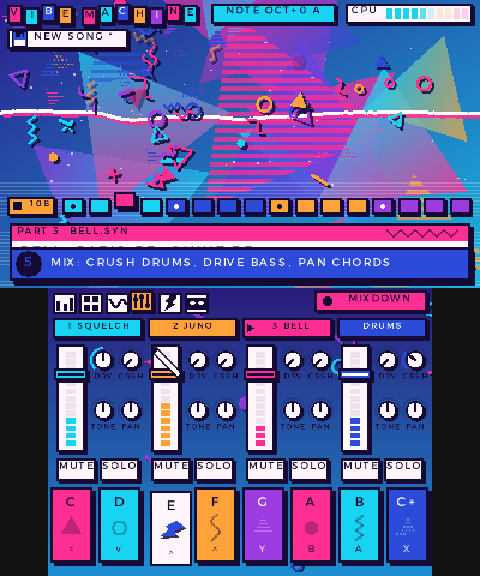 VIBE MACHINE
NOTE OCT+0 A
CPU
NEW SONG *
108
PART 3 BELL.SYN
5 MIX: CRUSH DRUMS, DRIVE BASS, PAN CHORDS
MIXDOWN
1 SQUELCH 2 JUNO 3 BELL DRUMS
DRV CRSH DRV CRSH DRV CRSH DRV CRSH
TONE PAN TONE PAN TONE PAN TONE PAN
MUTE SOLO MUTE SOLO MUTE SOLO MUTE SOLO
C D E F G A B C+
< v > ^ Y B A X